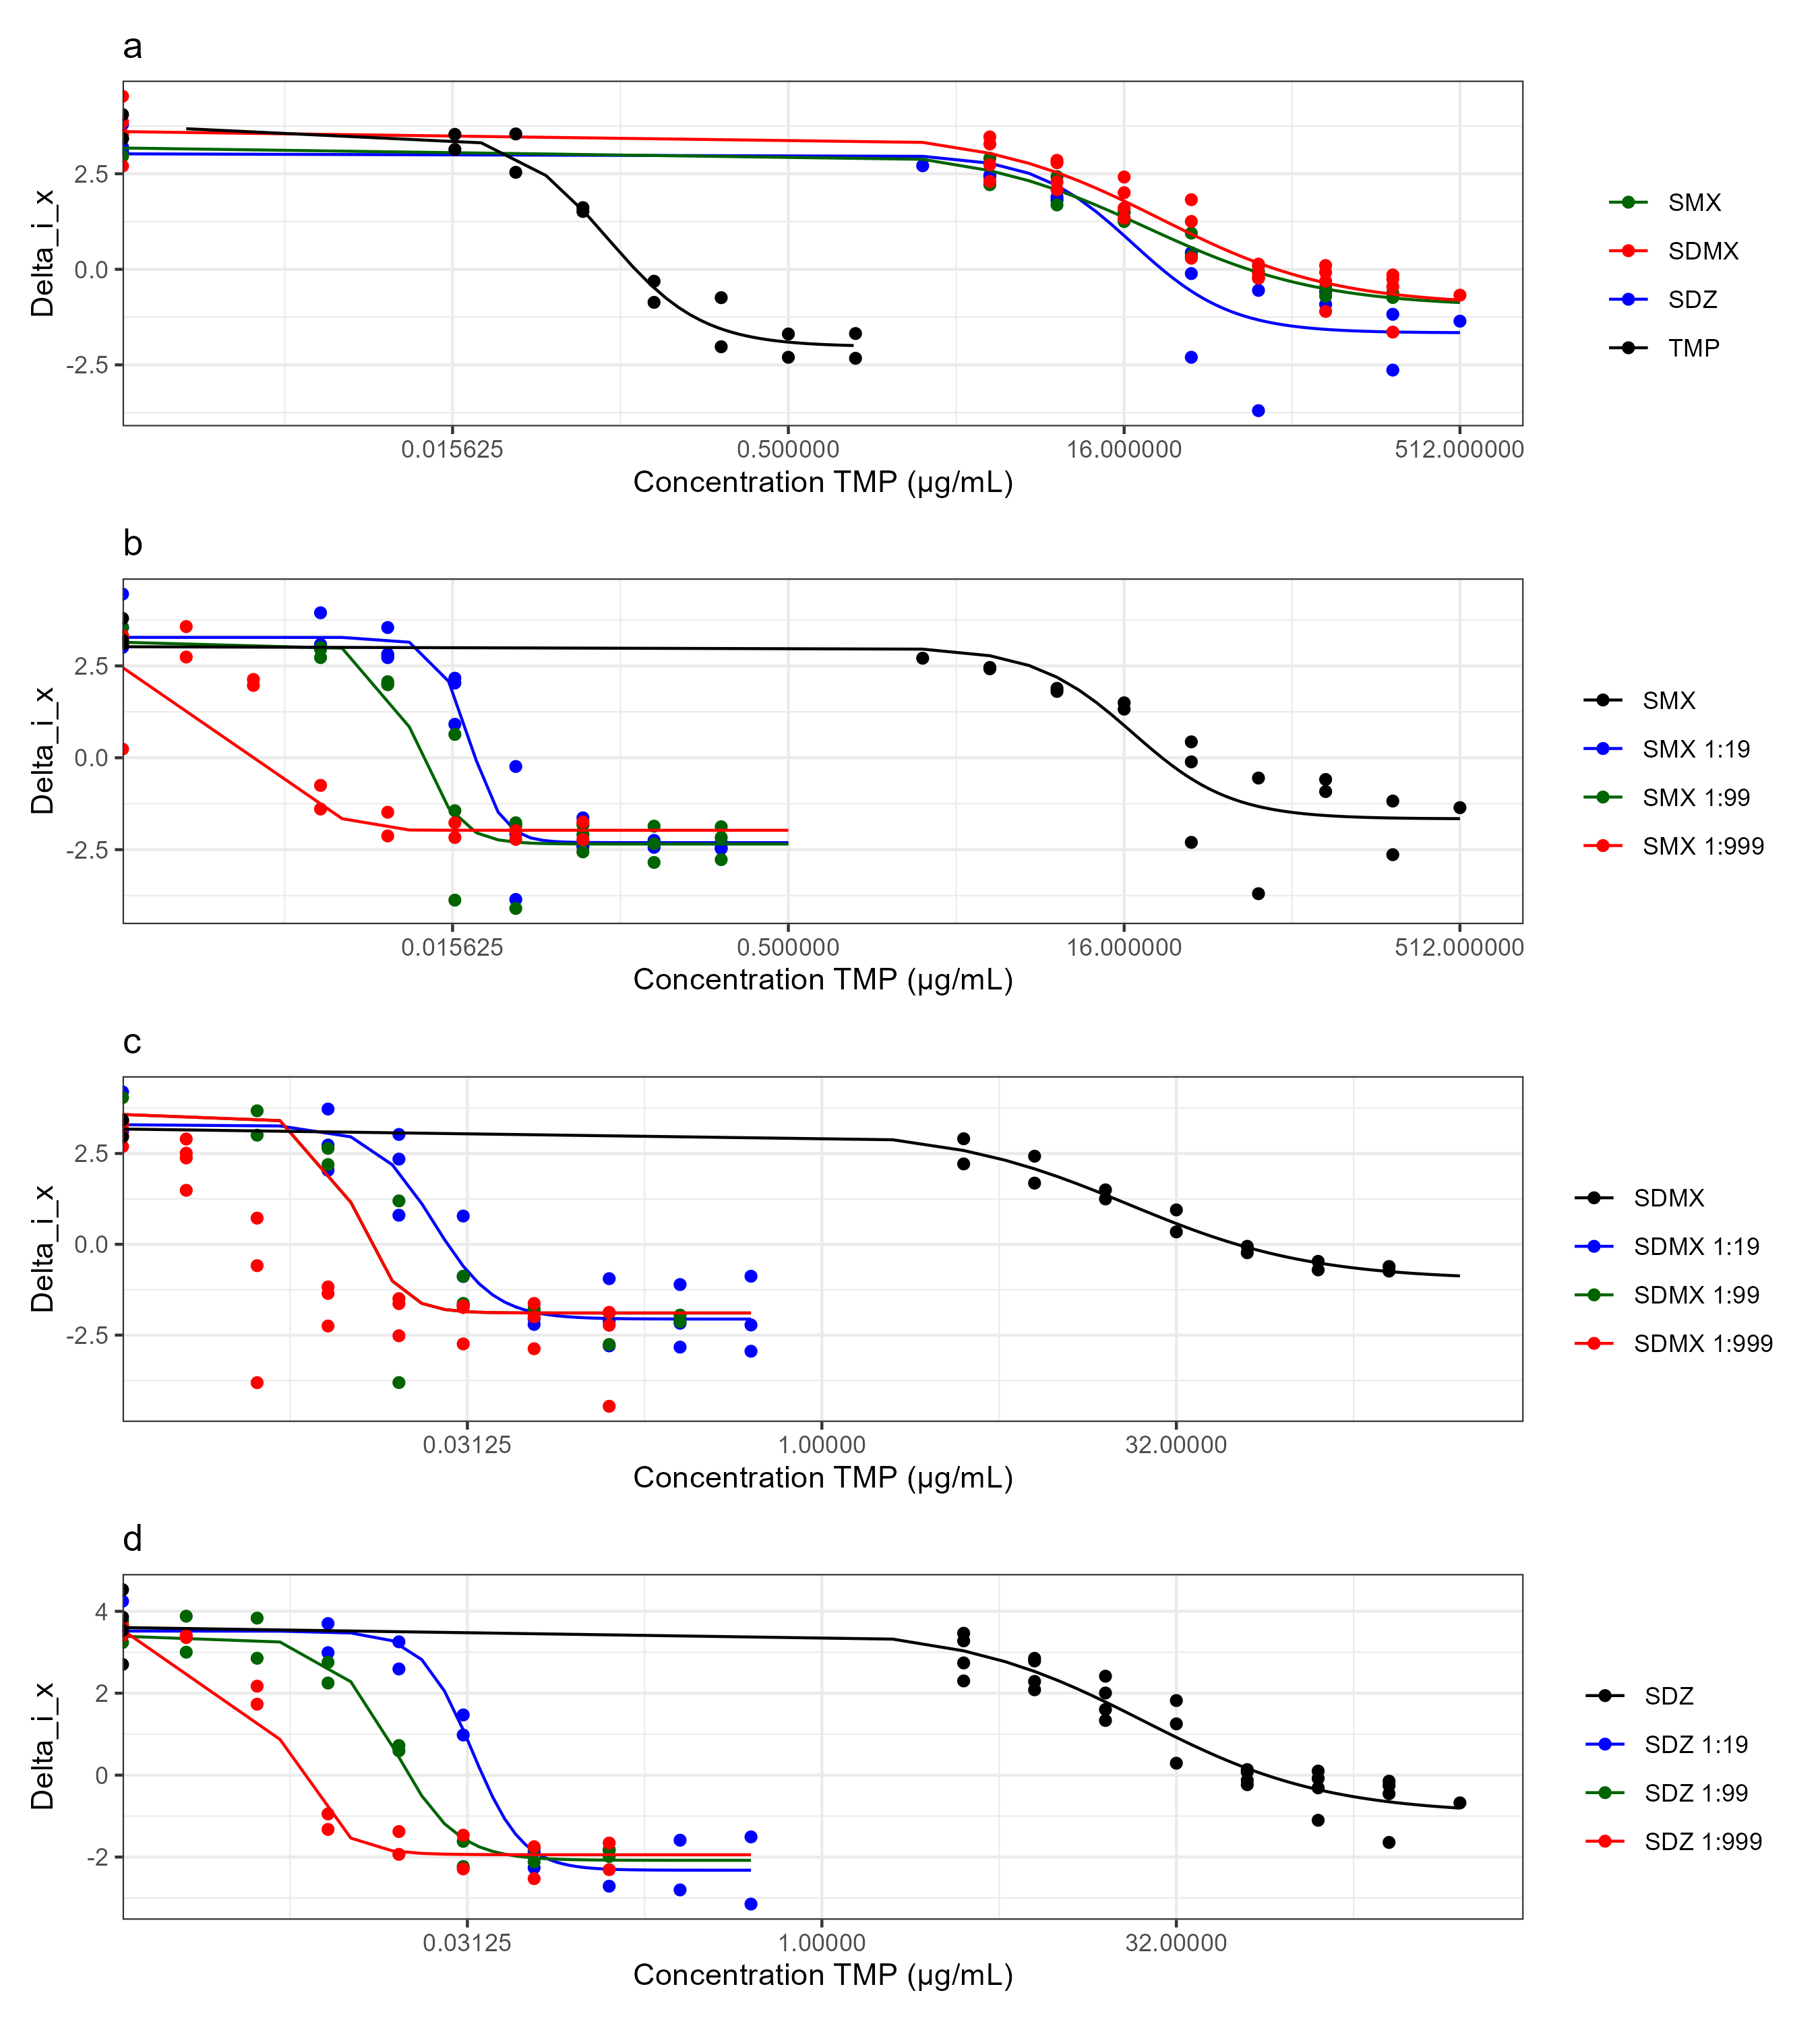 a
Delta_i_x
2.5
0.0
-2.5
0.015625 0.500000 16.000000 512.000000
Concentration TMP (µg/mL)
SMX
SDMX
SDZ
TMP
b
Delta_i_x
2.5
0.0
-2.5
0.015625 0.500000 16.000000 512.000000
Concentration TMP (µg/mL)
SMX
SMX 1:19
SMX 1:99
SMX 1:999
c
Delta_i_x
2.5
0.0
-2.5
0.03125 1.00000 32.00000
Concentration TMP (µg/mL)
SDMX
SDMX 1:19
SDMX 1:99
SDMX 1:999
d
Delta_i_x
4
2
0
-2
0.03125 1.00000 32.00000
Concentration TMP (µg/mL)
SDZ
SDZ 1:19
SDZ 1:99
SDZ 1:999